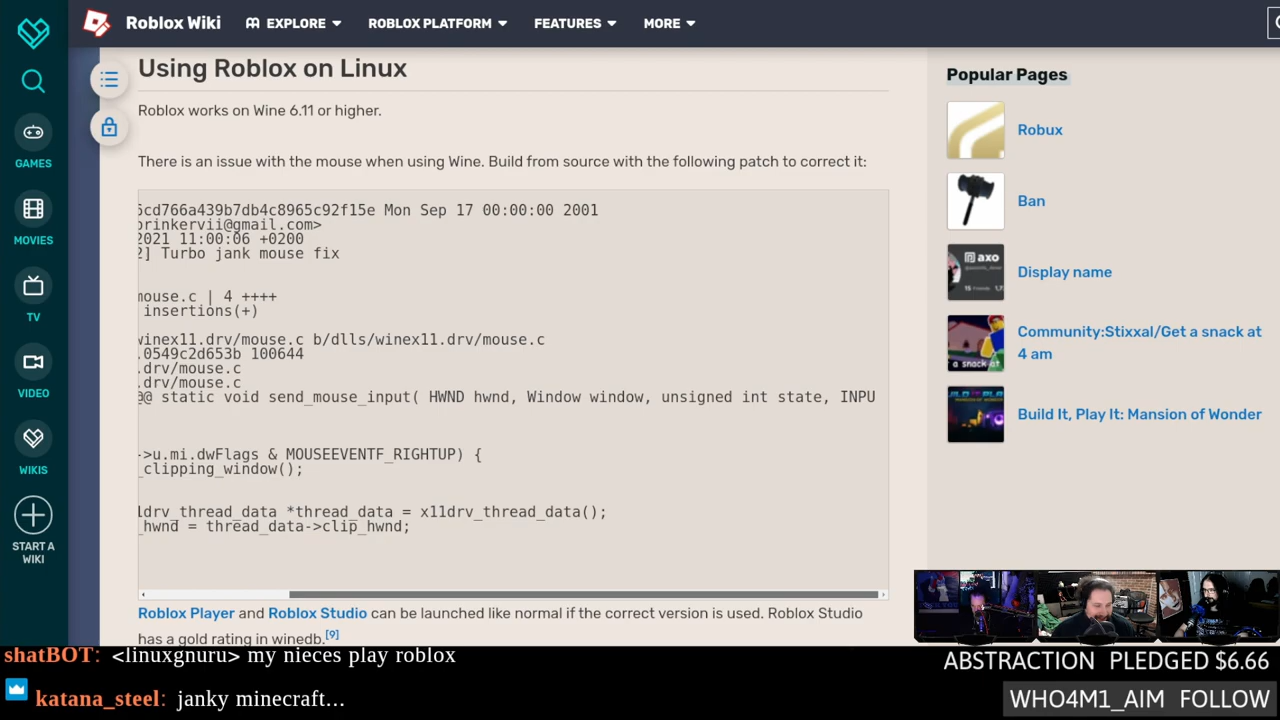 Roblox Wiki
EXPLORE
ROBLOX PLATFORM
FEATURES
MORE
GAMES
MOVIES
TV
VIDEO
WIKIS
START A
WIKI
Using Roblox on Linux
Roblox works on Wine 6.11 or higher.
There is an issue with the mouse when using Wine. Build from source with the following patch to correct it:
6cd766a439b7db4c8965c92f15e Mon Sep 17 00:00:00 2001
prinkervii@gmail.com>
2021 11:00:06 +0200
2] Turbo jank mouse fix
mouse.c | 4 ++++
insertions(+)
winex11.drv/mouse.c b/dlls/winex11.drv/mouse.c
.0549c2d653b 100644
.drv/mouse.c
.drv/mouse.c
@@ static void send_mouse_input( HWND hwnd, Window window, unsigned int state, INPU
->u.mi.dwFlags & MOUSEEVENTF_RIGHTUP) {
_clipping_window();
1drv_thread_data *thread_data = x11drv_thread_data();
_hwnd = thread_data->clip_hwnd;
Roblox Player and Roblox Studio can be launched like normal if the correct version is used. Roblox Studio
has a gold rating in winedb.[9]
Popular Pages
Robux
Ban
axo
Display name
Community:Stixxal/Get a snack at
4 am
Build It, Play It: Mansion of Wonder
shatBOT: <linuxgnuru> my nieces play roblox
katana_steel: janky minecraft...
ABSTRACTION PLEDGED $6.66
WHO4M1_AIM FOLLOW